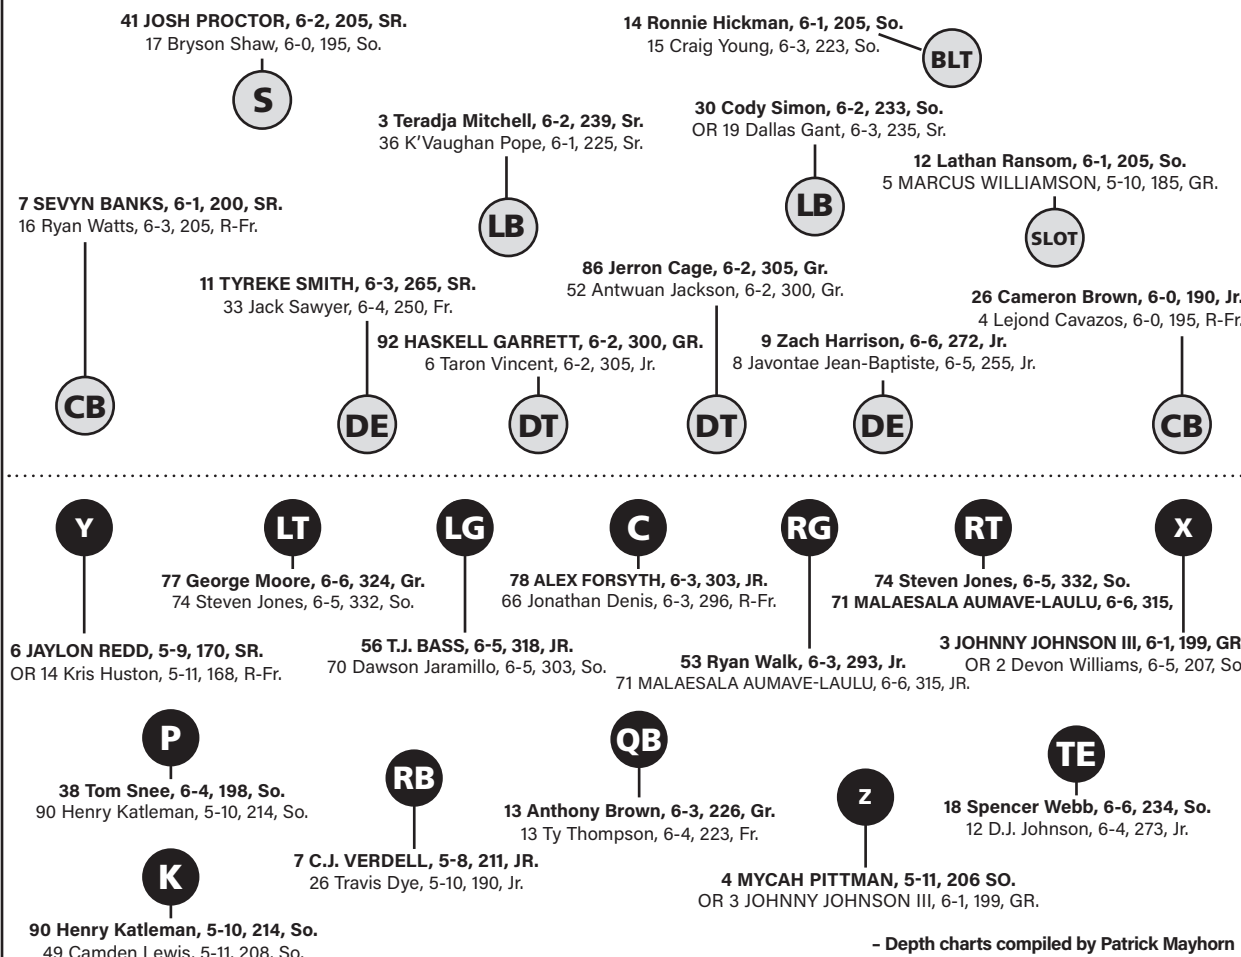 41 JOSH PROCTOR, 6-2, 205, SR.
17 Bryson Shaw, 6-0, 195, So.
S
14 Ronnie Hickman, 6-1, 205, So.
15 Craig Young, 6-3, 223, So.
BLT
3 Teradja Mitchell, 6-2, 239, Sr.
36 K'Vaughan Pope, 6-1, 225, Sr.
LB
30 Cody Simon, 6-2, 233, So.
OR 19 Dallas Gant, 6-3, 235, Sr.
LB
12 Lathan Ransom, 6-1, 205, So.
5 MARCUS WILLIAMSON, 5-10, 185, GR.
SLOT
7 SEVYN BANKS, 6-1, 200, SR.
16 Ryan Watts, 6-3, 205, R-Fr.
CB
11 TYREKE SMITH, 6-3, 265, SR.
33 Jack Sawyer, 6-4, 250, Fr.
DE
92 HASKELL GARRETT, 6-2, 300, GR.
6 Taron Vincent, 6-2, 305, Jr.
DT
86 Jerron Cage, 6-2, 305, Gr.
52 Antwuan Jackson, 6-2, 300, Gr.
DT
9 Zach Harrison, 6-6, 272, Jr.
8 Javontae Jean-Baptiste, 6-5, 255, Jr.
DE
26 Cameron Brown, 6-0, 190, Jr.
4 Lejond Cavazos, 6-0, 195, R-Fr.
CB
Y
6 JAYLON REDD, 5-9, 170, SR.
OR 14 Kris Huston, 5-11, 168, R-Fr.
LT
77 George Moore, 6-6, 324, Gr.
74 Steven Jones, 6-5, 332, So.
LG
56 T.J. BASS, 6-5, 318, JR.
70 Dawson Jaramillo, 6-5, 303, So.
C
78 ALEX FORSYTH, 6-3, 303, JR.
66 Jonathan Denis, 6-3, 296, R-Fr.
RG
53 Ryan Walk, 6-3, 293, Jr.
71 MALAESALA AUMAVE-LAULU, 6-6, 315, JR.
RT
74 Steven Jones, 6-5, 332, So.
71 MALAESALA AUMAVE-LAULU, 6-6, 315,
X
3 JOHNNY JOHNSON III, 6-1, 199, GR
OR 2 Devon Williams, 6-5, 207, So
P
38 Tom Snee, 6-4, 198, So.
90 Henry Katleman, 5-10, 214, So.
RB
7 C.J. VERDELL, 5-8, 211, JR.
26 Travis Dye, 5-10, 190, Jr.
QB
13 Anthony Brown, 6-3, 226, Gr.
13 Ty Thompson, 6-4, 223, Fr.
Z
4 MYCAH PITTMAN, 5-11, 206 SO.
OR 3 JOHNNY JOHNSON III, 6-1, 199, GR.
TE
18 Spencer Webb, 6-6, 234, So.
12 D.J. Johnson, 6-4, 273, Jr.
K
90 Henry Katleman, 5-10, 214, So.
49 Camden Lewis, 5-11, 208, So.
– Depth charts compiled by Patrick Mayhorn